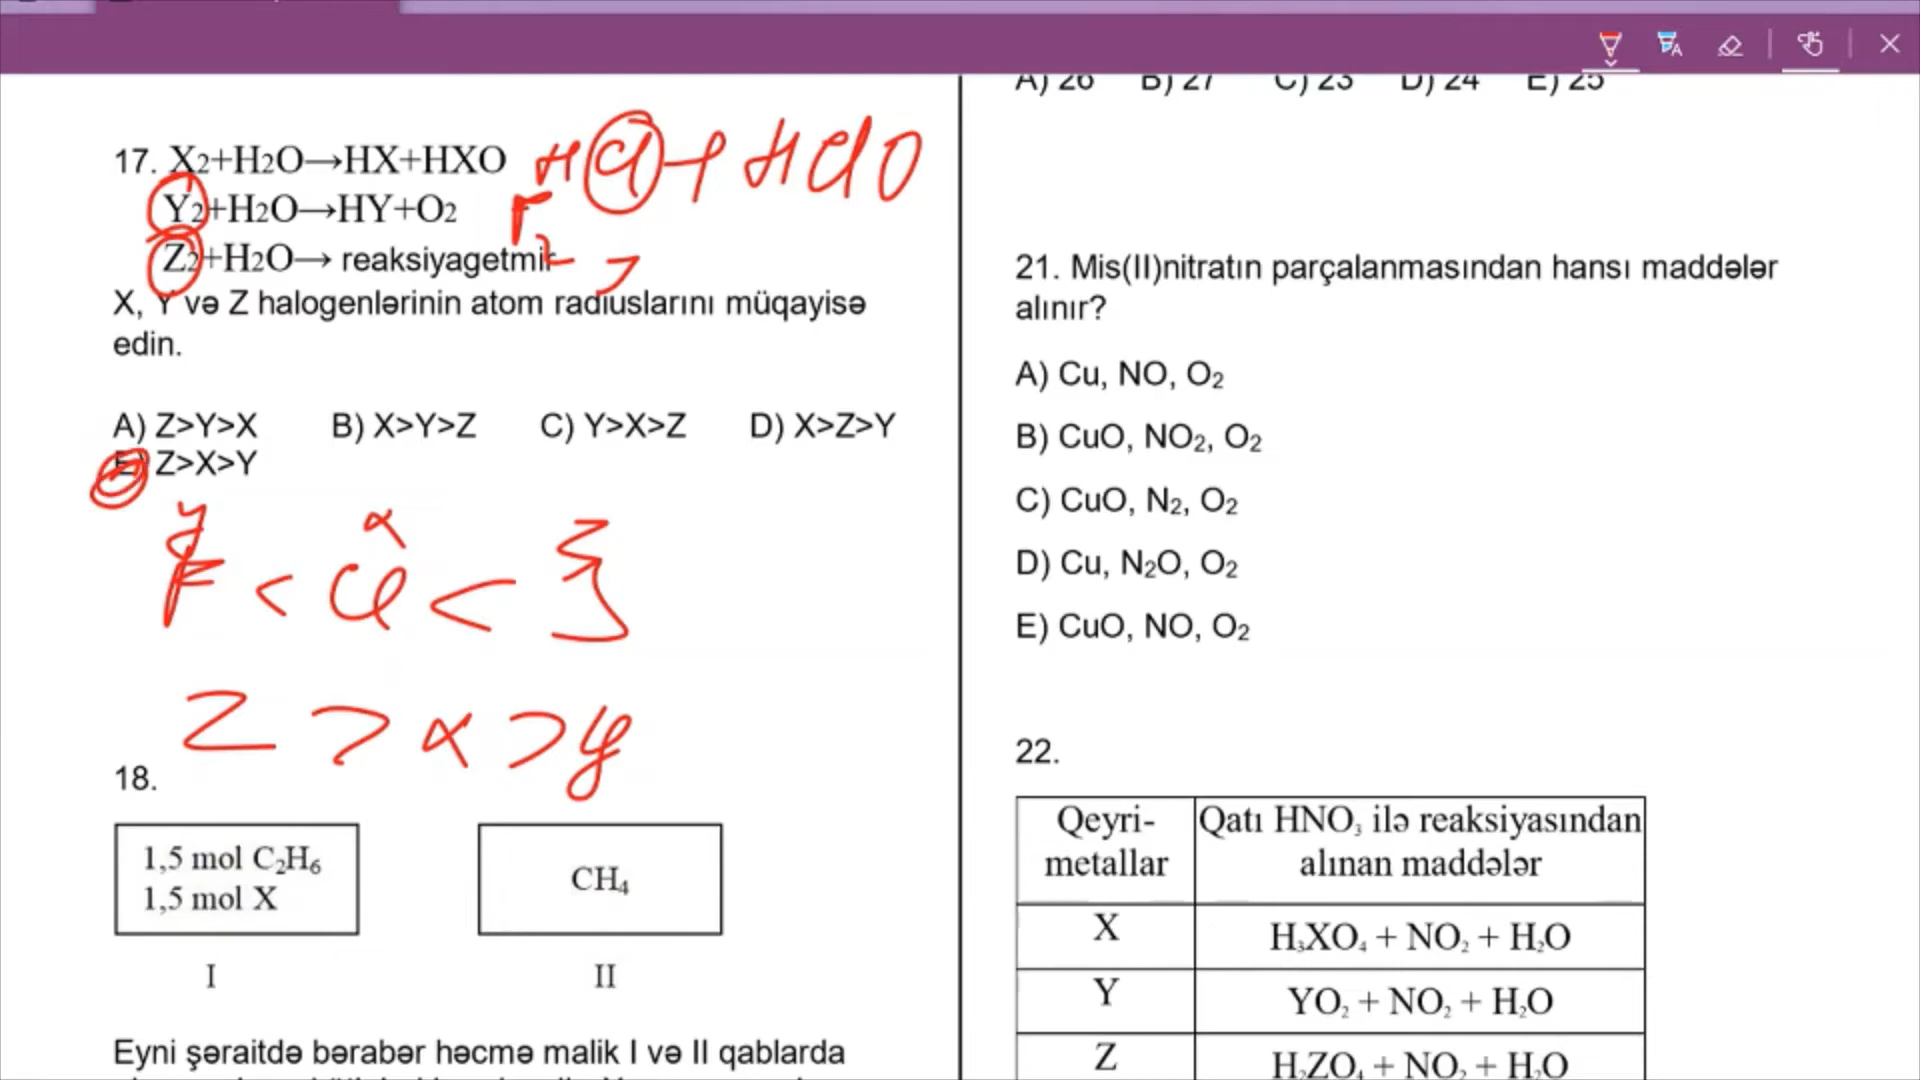 17. X2+H2O→HX+HXO
HCl + HClO
Y2+H2O→HY+O2
F2
Z2+H2O→ reaksiyagetmir
X, Y və Z halogenlərinin atom radiuslarını müqayisə
edin.
A) Z>Y>X B) X>Y>Z C) Y>X>Z D) X>Z>Y
E) Z>X>Y
y x
F < Cl <
Z > x > y
18.
1,5 mol C₂H₆
1,5 mol X
CH₄
I II
Eyni şəraitdə bərabər həcmə malik I və II qablarda
A) 26 B) 27 C) 23 D) 24 E) 25
21. Mis(II)nitratın parçalanmasından hansı maddələr
alınır?
A) Cu, NO, O2
B) CuO, NO2, O2
C) CuO, N2, O2
D) Cu, N2O, O2
E) CuO, NO, O2
22.
Qeyri-
metallar
Qatı HNO₃ ilə reaksiyasından
alınan maddələr
X H₃XO₄ + NO₂ + H₂O
Y YO₂ + NO₂ + H₂O
Z H₂ZO₄ + NO₂ + H₂O